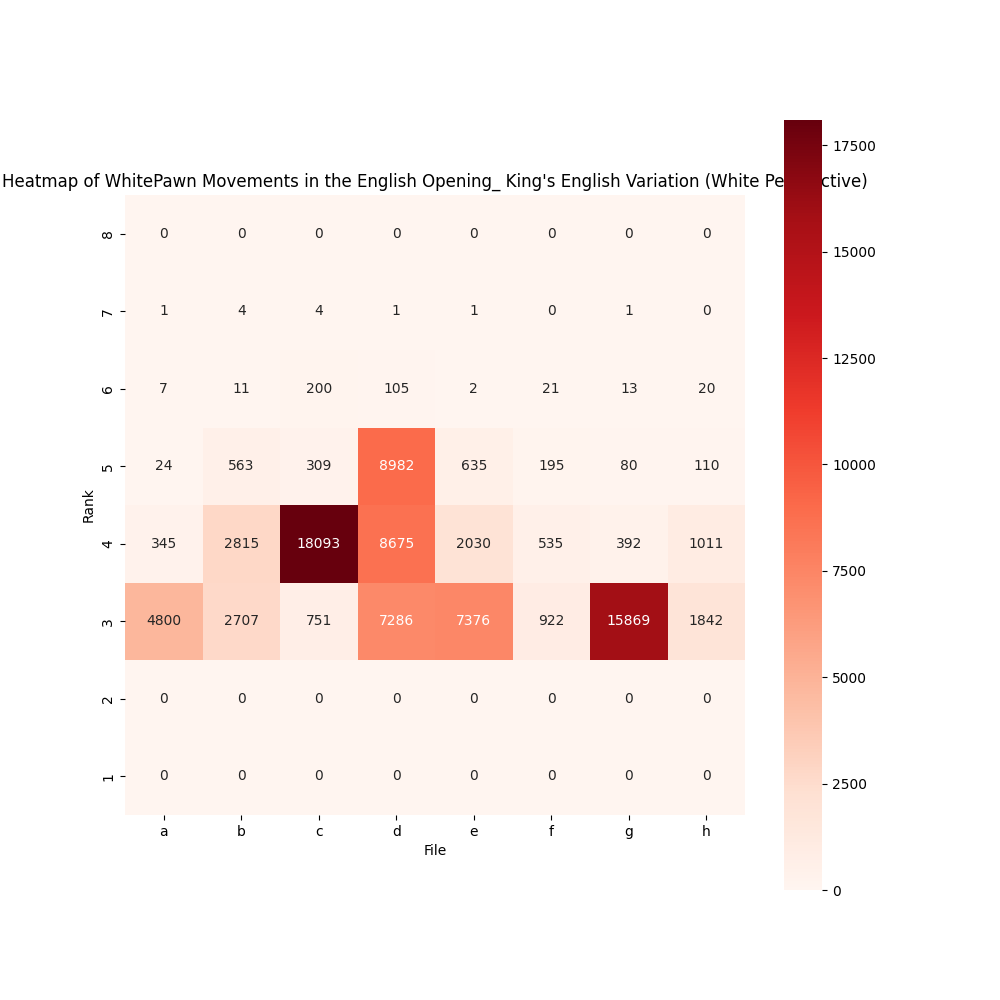 Heatmap of WhitePawn Movements in the English Opening_ King's English Variation (White Pe ctive)
8 0 0 0 0 0 0 0 0
7 1 4 4 1 1 0 1 0
6 7 11 200 105 2 21 13 20
5 24 563 309 8982 635 195 80 110
4 345 2815 18093 8675 2030 535 392 1011
3 4800 2707 751 7286 7376 922 15869 1842
2 0 0 0 0 0 0 0 0
1 0 0 0 0 0 0 0 0
a b c d e f g h
File
Rank
17500
15000
12500
10000
7500
5000
2500
0